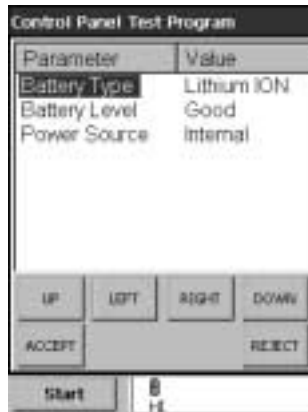 Control Panel Test Program
Parameter Value
Battery Type Lithium ION
Battery Level Good
Power Source Internal
UP LEFT RIGHT DOWN
ACCEPT REJECT
Start